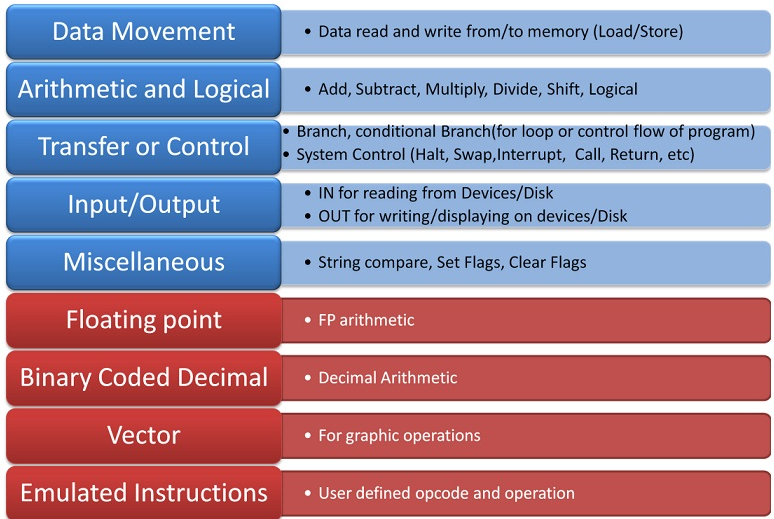 Data Movement
• Data read and write from/to memory (Load/Store)
Arithmetic and Logical
• Add, Subtract, Multiply, Divide, Shift, Logical
Transfer or Control
• Branch, conditional Branch(for loop or control flow of program)
• System Control (Halt, Swap,Interrupt, Call, Return, etc)
Input/Output
• IN for reading from Devices/Disk
• OUT for writing/displaying on devices/Disk
Miscellaneous
• String compare, Set Flags, Clear Flags
Floating point
• FP arithmetic
Binary Coded Decimal
• Decimal Arithmetic
Vector
• For graphic operations
Emulated Instructions
• User defined opcode and operation